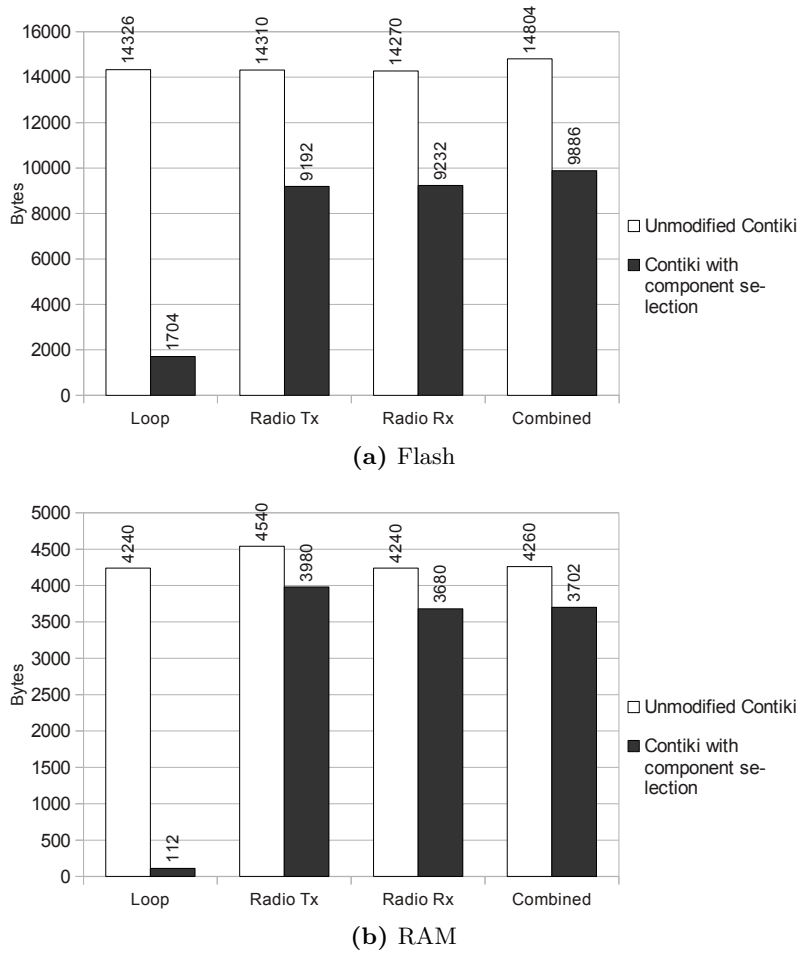 14326
14310
14270
14804
16000
14000
12000
10000
8000
6000
4000
2000
0
Bytes
9192
9232
9886
1704
Unmodified Contiki
Contiki with
component se-
lection
Loop
Radio Tx
Radio Rx
Combined
(a) Flash
5000
4500
4000
3500
3000
2500
2000
1500
1000
500
0
Bytes
4240
4540
4240
4260
3980
3680
3702
112
Unmodified Contiki
Contiki with
component se-
lection
Loop
Radio Tx
Radio Rx
Combined
(b) RAM